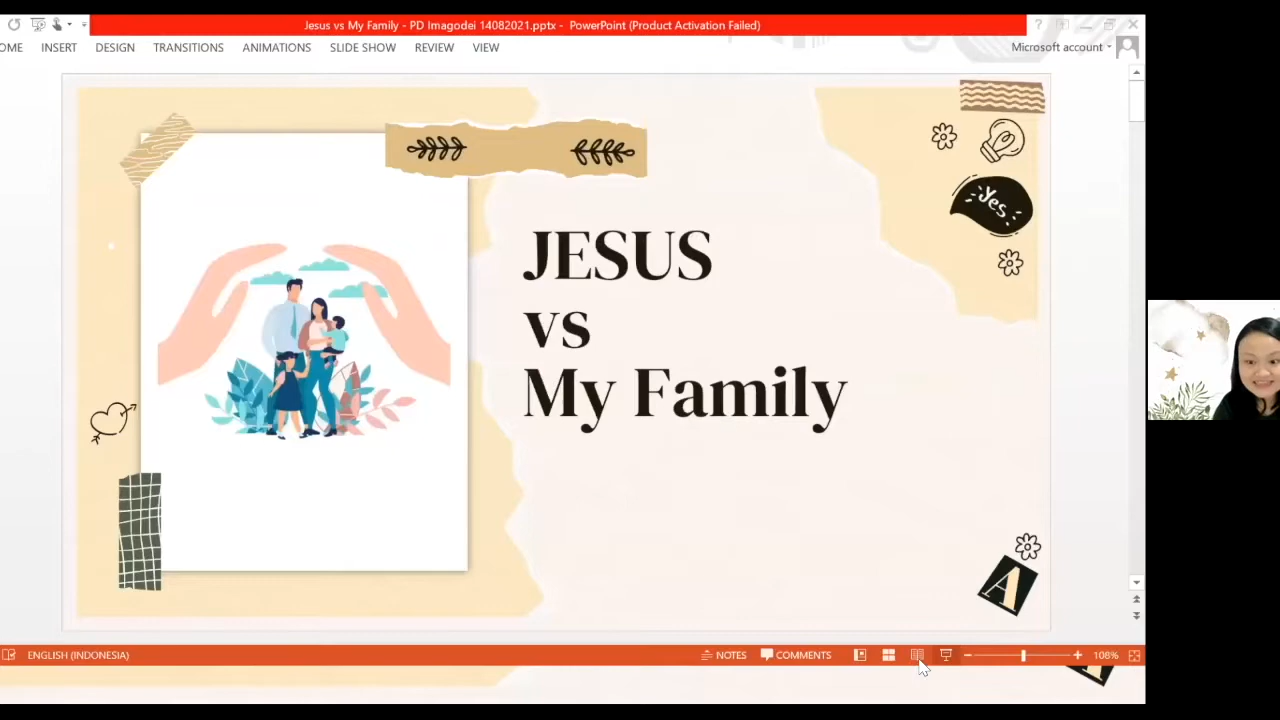 Jesus vs My Family - PD Imagodei 14082021.pptx - PowerPoint (Product Activation Failed)
?
OME INSERT DESIGN TRANSITIONS ANIMATIONS SLIDE SHOW REVIEW VIEW
Microsoft account
Yes
JESUS
vs
My Family
A
ENGLISH (INDONESIA)
NOTES COMMENTS
106%